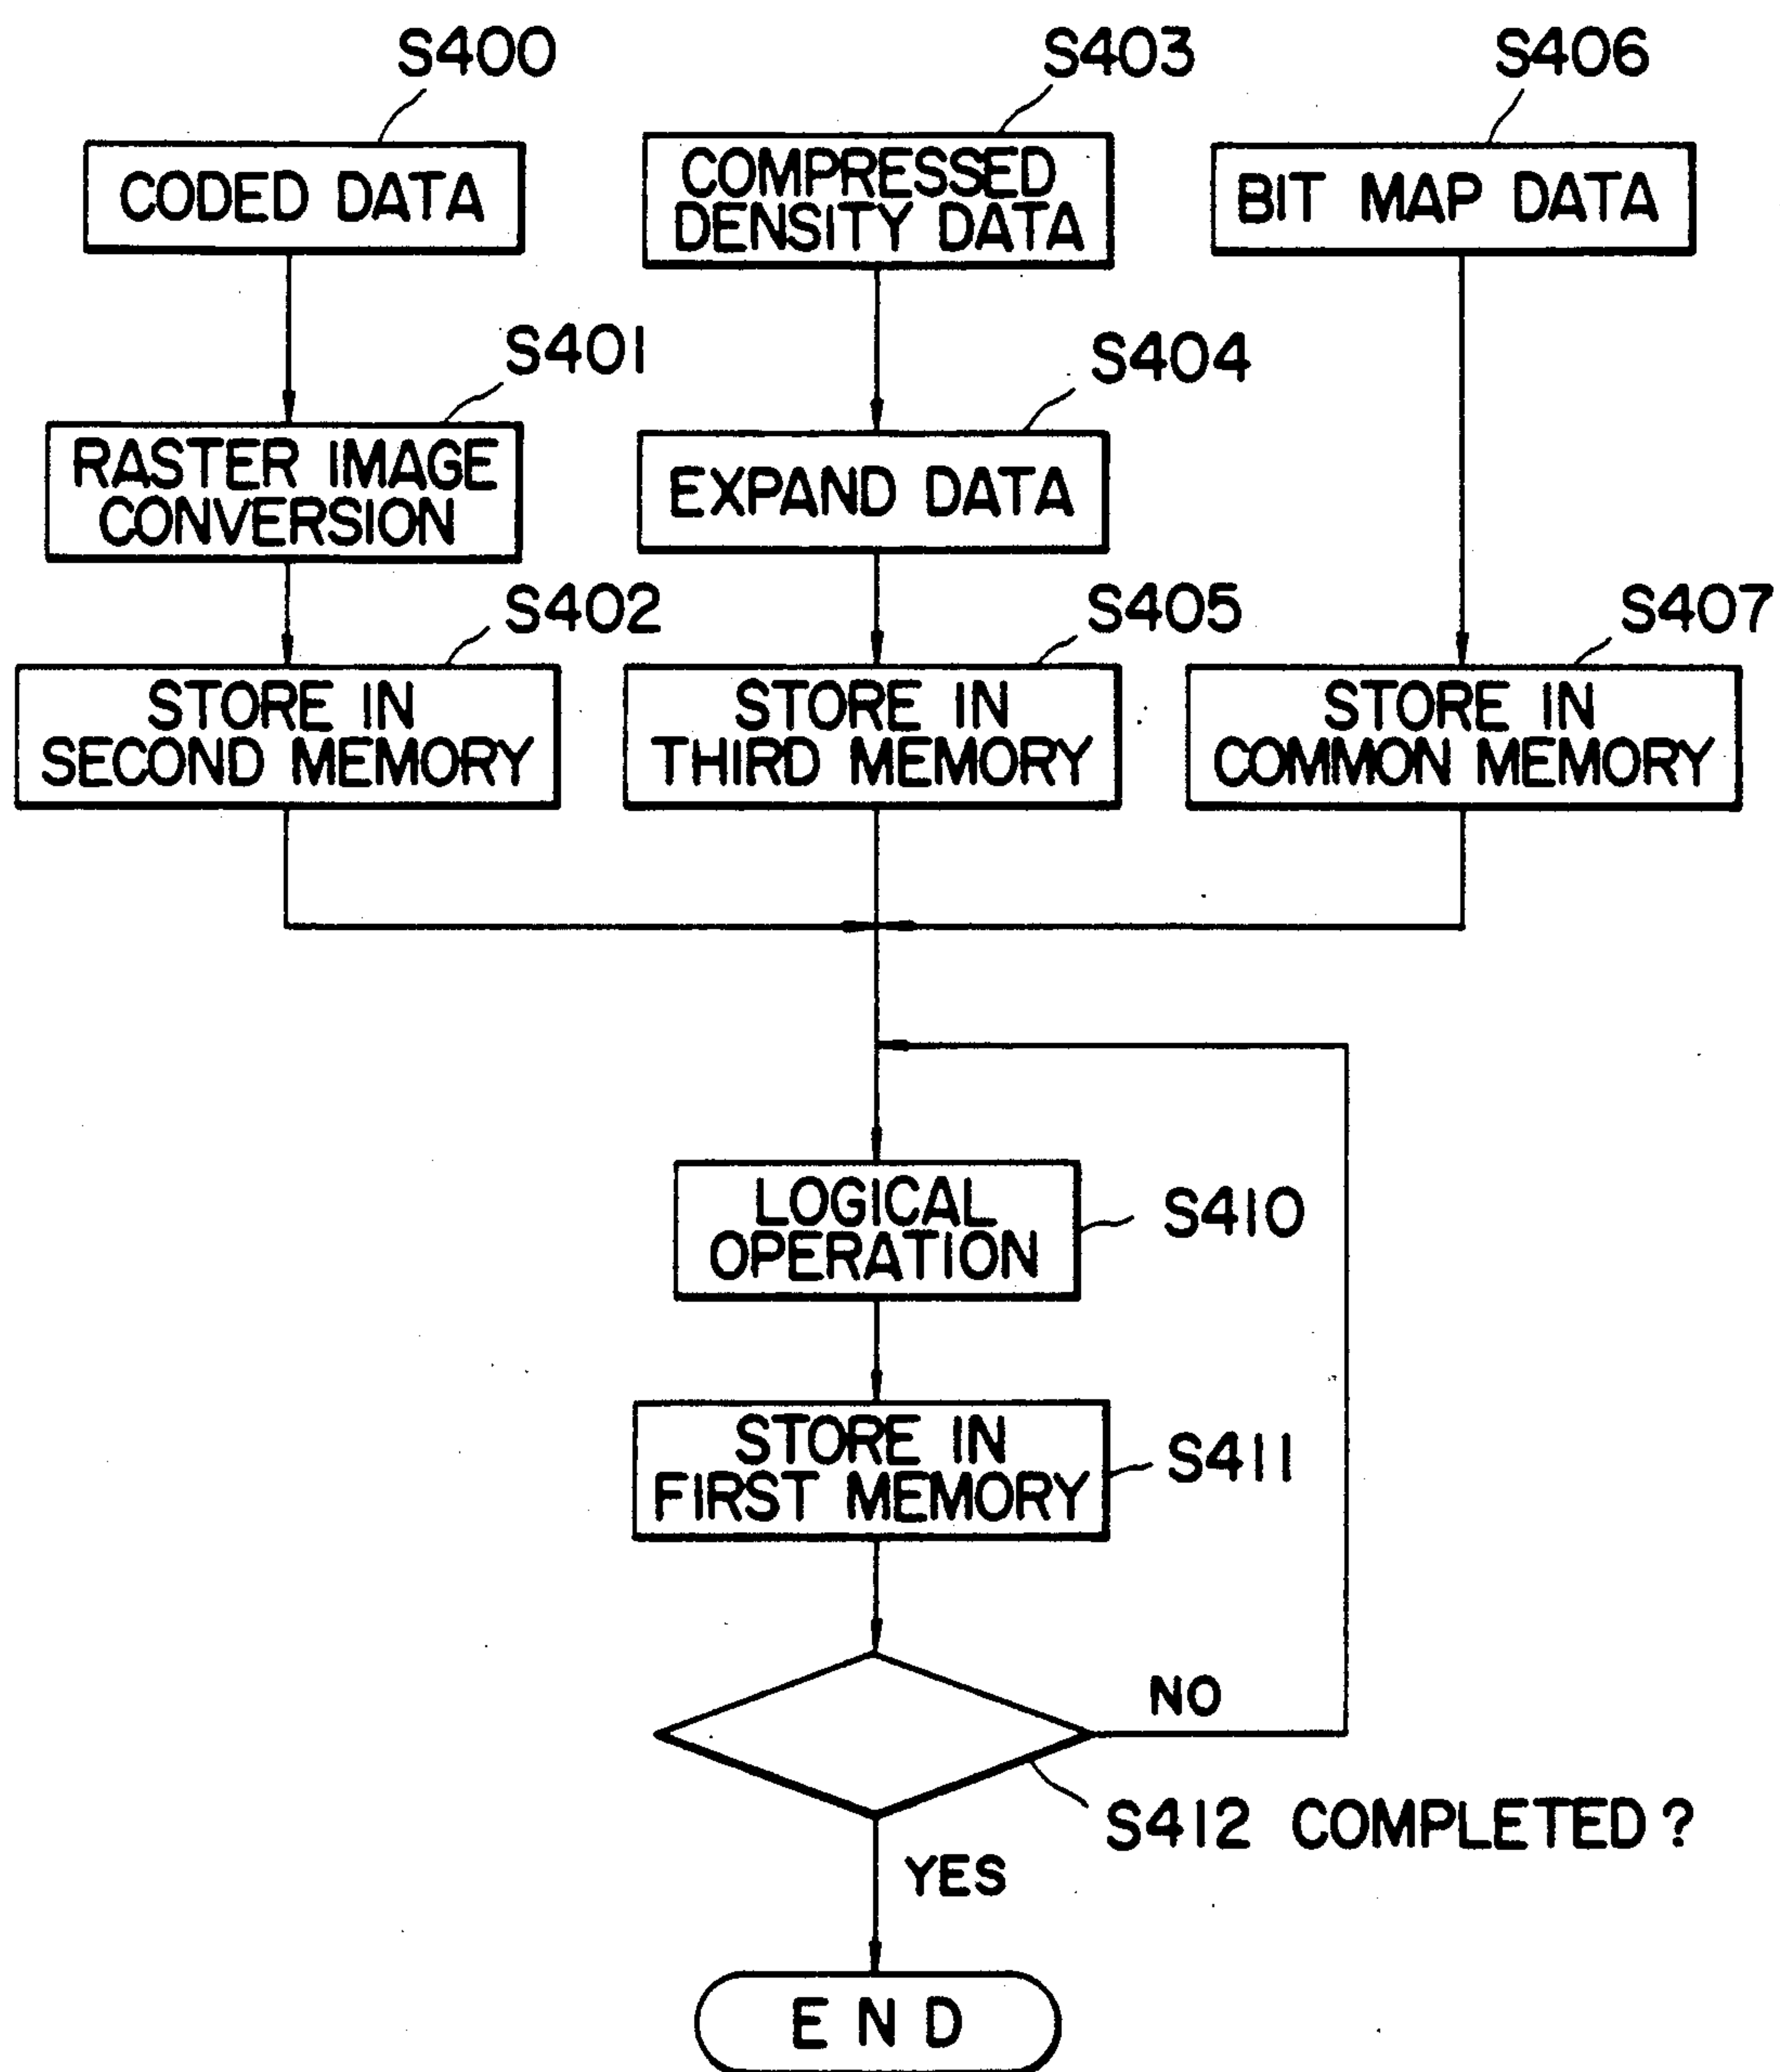 S400
S403
S406
CODED DATA
COMPRESSED
DENSITY DATA
BIT MAP DATA
S401
S404
RASTER IMAGE
CONVERSION
EXPAND DATA
S402
S405
S407
STORE IN
SECOND MEMORY
STORE IN
THIRD MEMORY
STORE IN
COMMON MEMORY
LOGICAL
OPERATION
S410
STORE IN
FIRST MEMORY
S411
NO
S412 COMPLETED?
YES
END